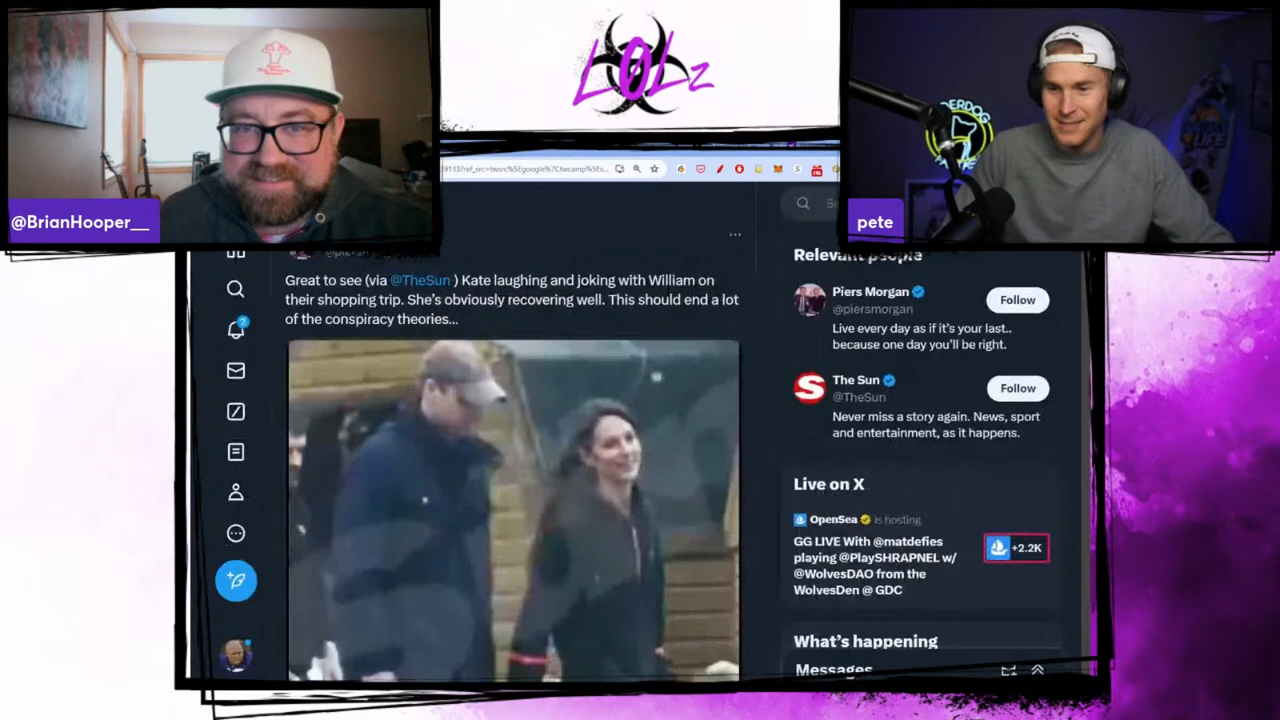 LOLz
@BrianHooper__
pete
Great to see (via @TheSun ) Kate laughing and joking with William on
their shopping trip. She's obviously recovering well. This should end a lot
of the conspiracy theories...
2
Relevant people
Piers Morgan
@piersmorgan
Follow
Live every day as if it's your last..
because one day you'll be right.
The Sun
@TheSun
Follow
Never miss a story again. News, sport
and entertainment, as it happens.
Live on X
OpenSea is hosting
GG LIVE With @matdefies
playing @PlaySHRAPNEL w/
@WolvesDAO from the
WolvesDen @ GDC
+2.2K
What's happening
Messages